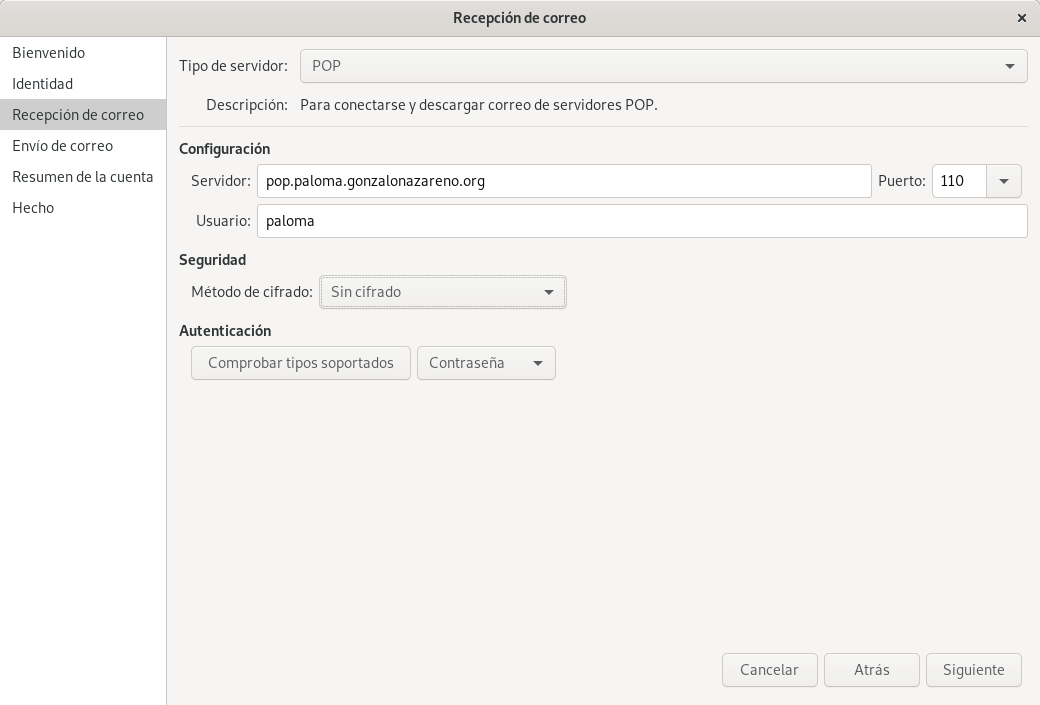 Recepción de correo
Bienvenido
Identidad
Recepción de correo
Envío de correo
Resumen de la cuenta
Hecho
Tipo de servidor: POP
Descripción: Para conectarse y descargar correo de servidores POP.
Configuración
Servidor: pop.paloma.gonzalonazareno.org Puerto: 110
Usuario: paloma
Seguridad
Método de cifrado: Sin cifrado
Autenticación
Comprobar tipos soportados Contraseña
Cancelar Atrás Siguiente